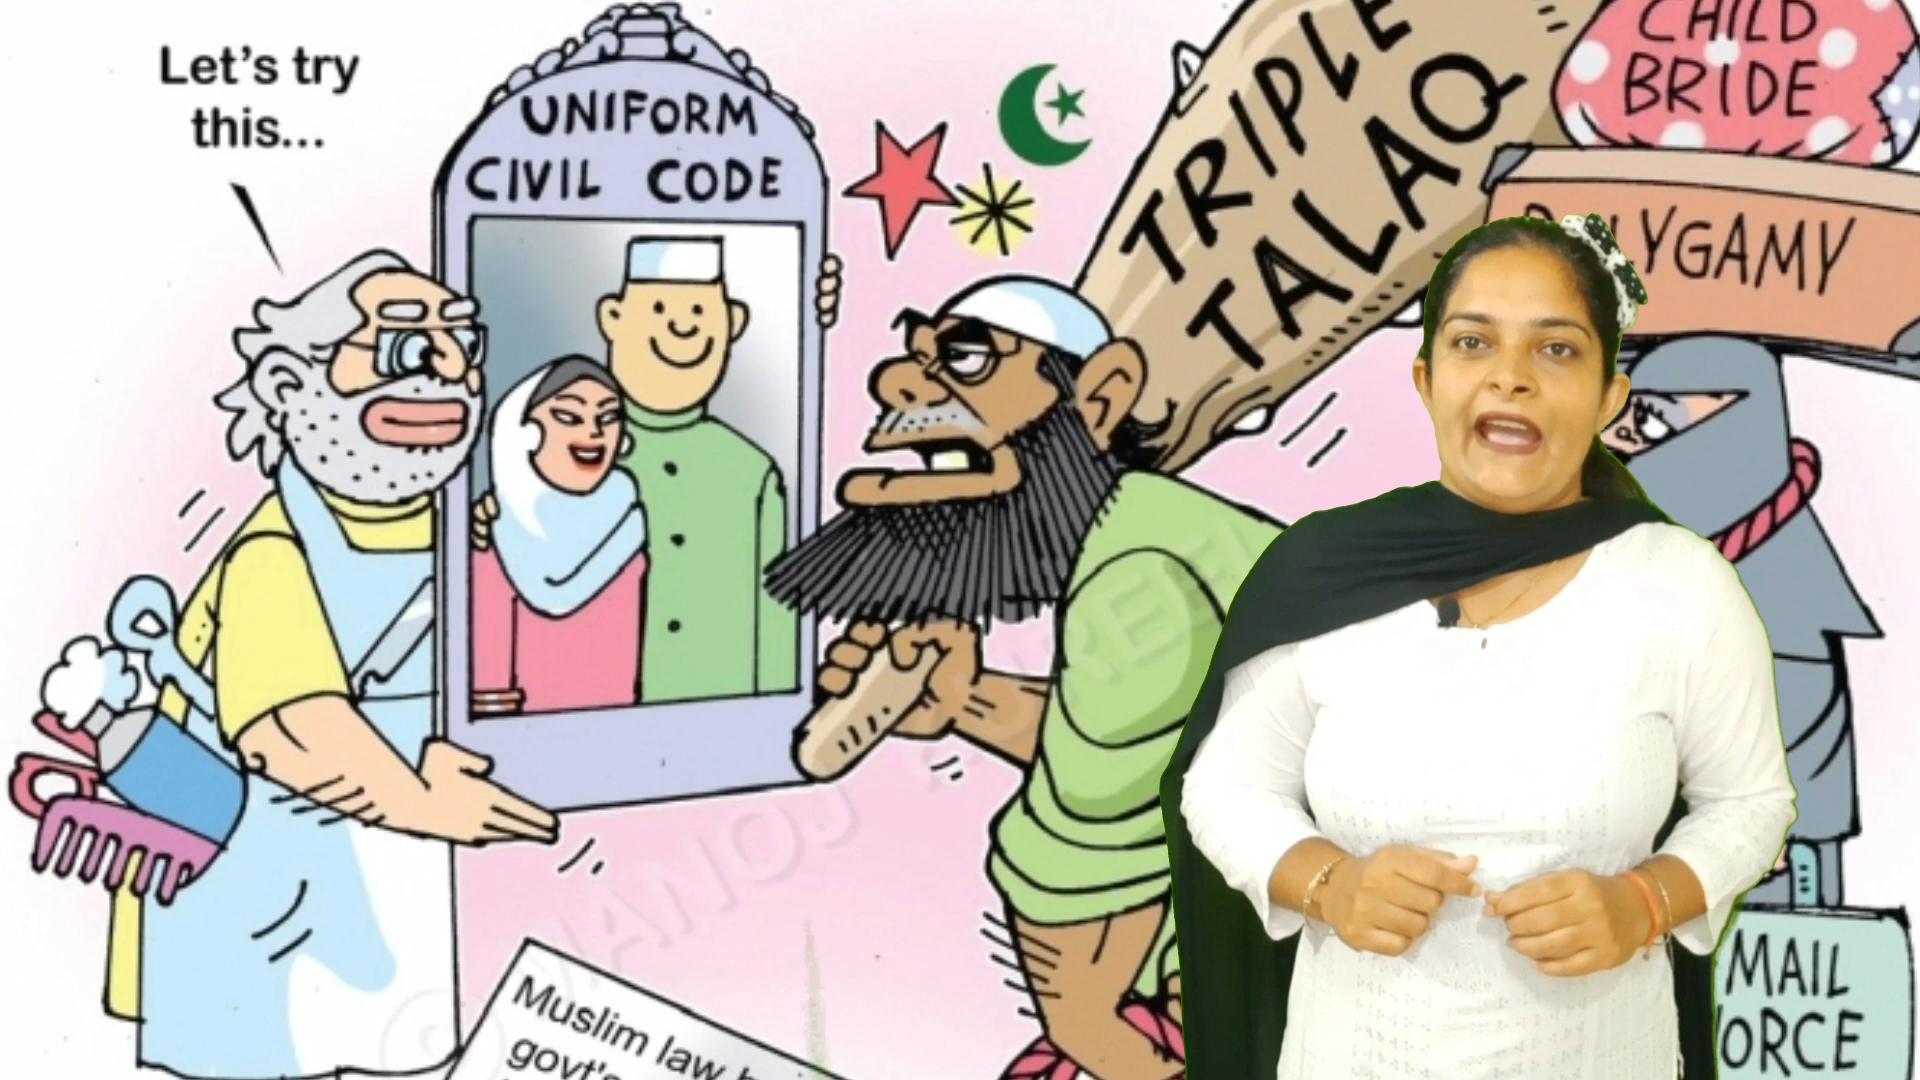 Let's try
this...
UNIFORM
CIVIL CODE
TRIPLE
TALAQ
CHILD
BRIDE
LYGAMY
Muslim law
govt's
MAIL
ORCE